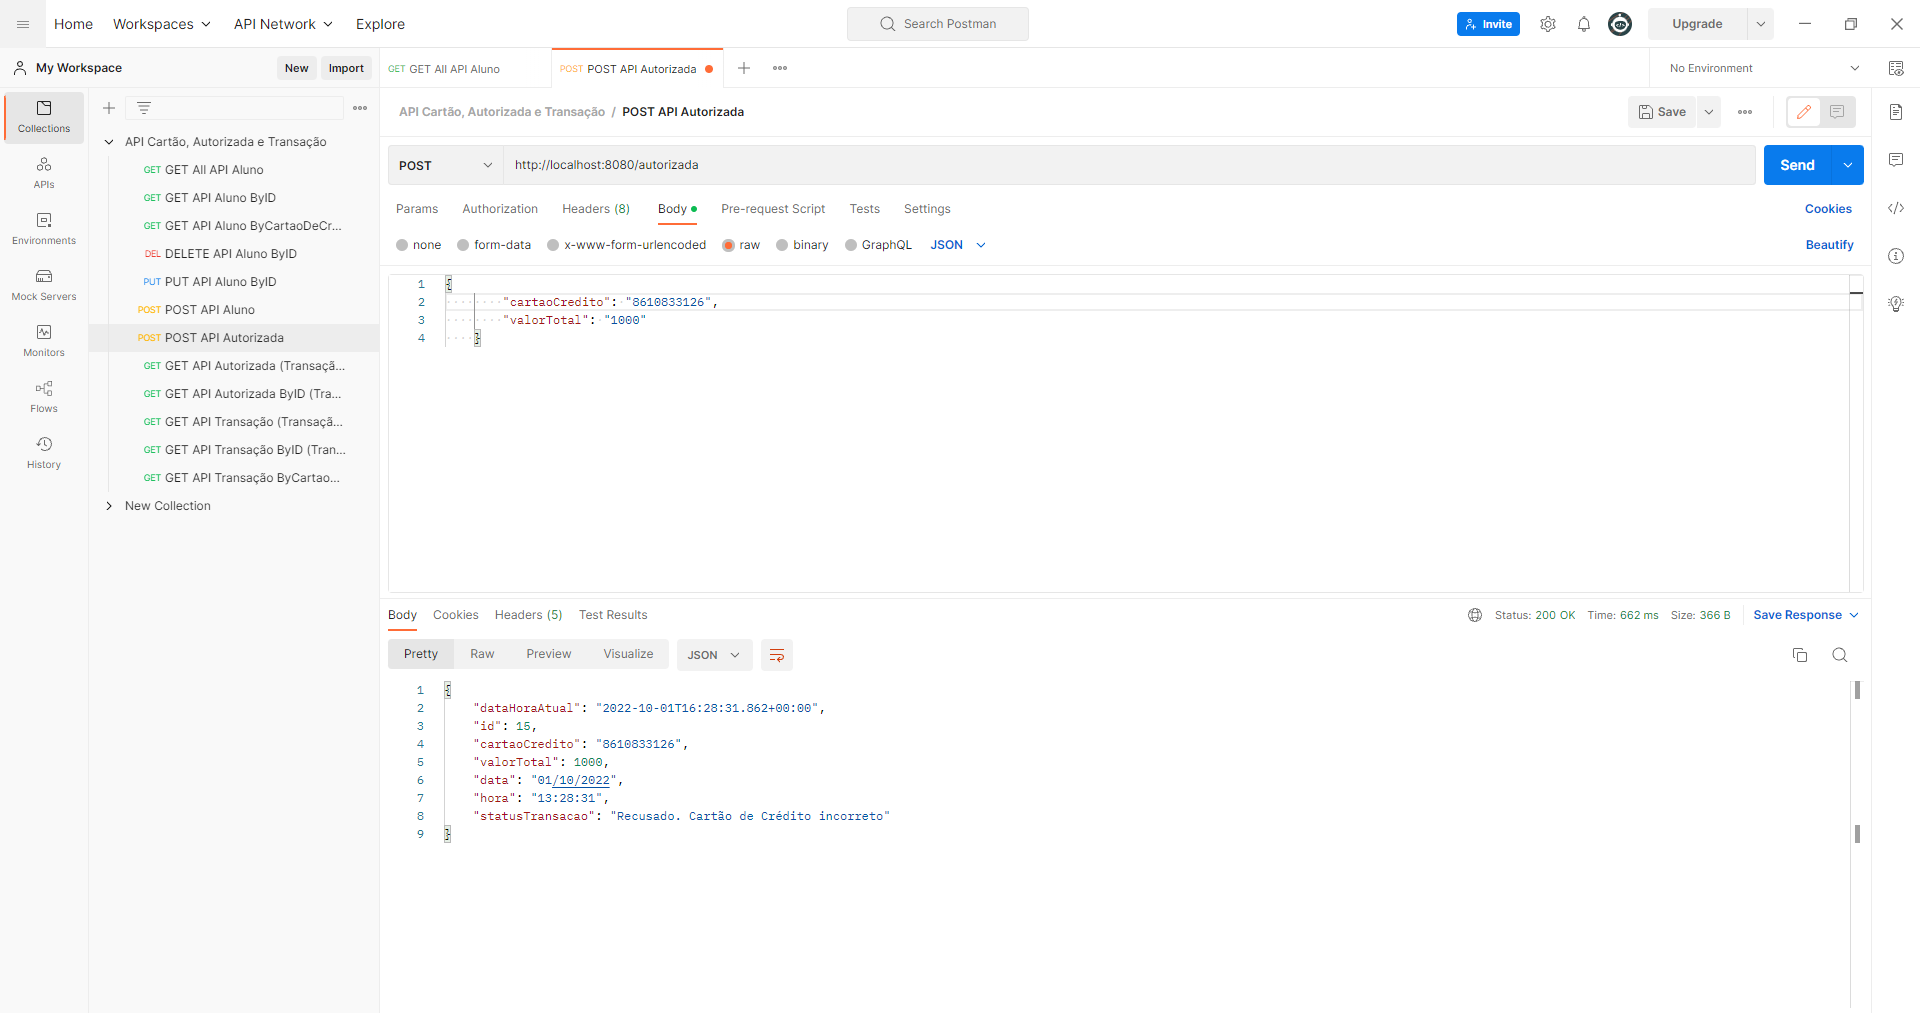 Home Workspaces API Network Explore Search Postman Invite Upgrade
My Workspace New Import
GET GET All API Aluno POST POST API Autorizada No Environment
API Cartão, Autorizada e Transação / POST API Autorizada Save
POST http://localhost:8080/autorizada Send
Params Authorization Headers (8) Body Pre-request Script Tests Settings Cookies
none form-data x-www-form-urlencoded raw binary GraphQL JSON Beautify
Collections
APIs
Environments
Mock Servers
Monitors
Flows
History
API Cartão, Autorizada e Transação
GET GET All API Aluno
GET GET API Aluno ByID
GET GET API Aluno ByCartaoDeCr...
DEL DELETE API Aluno ByID
PUT PUT API Aluno ByID
POST POST API Aluno
POST POST API Autorizada
GET GET API Autorizada (Transaçã...
GET GET API Autorizada ByID (Tra...
GET GET API Transação (Transaçã...
GET GET API Transação ByID (Tran...
GET GET API Transação ByCartao...
New Collection
1 {
2 "cartaoCredito": "8610833126",
3 "valorTotal": "1000"
4 }
Body Cookies Headers (5) Test Results Status: 200 OK Time: 662 ms Size: 366 B Save Response
Pretty Raw Preview Visualize JSON
1 {
2 "dataHoraAtual": "2022-10-01T16:28:31.862+00:00",
3 "id": 15,
4 "cartaoCredito": "8610833126",
5 "valorTotal": 1000,
6 "data": "01/10/2022",
7 "hora": "13:28:31",
8 "statusTransacao": "Recusado. Cartão de Crédito incorreto"
9 }